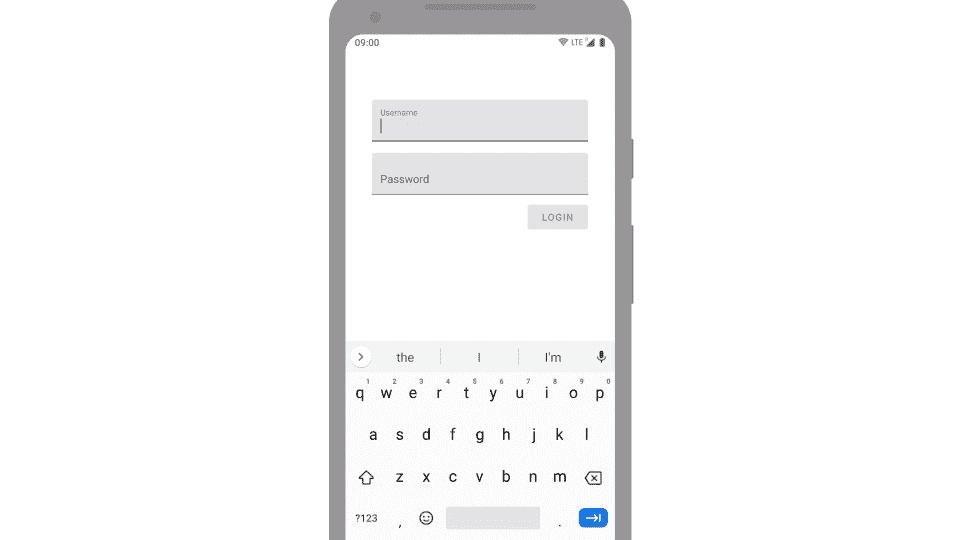 09:00 LTE
Username
Password
LOGIN
the I I'm
1 2 3 4 5 6 7 8 9 0
q w e r t y u i o p
a s d f g h j k l
z x c v b n m
?123 , .